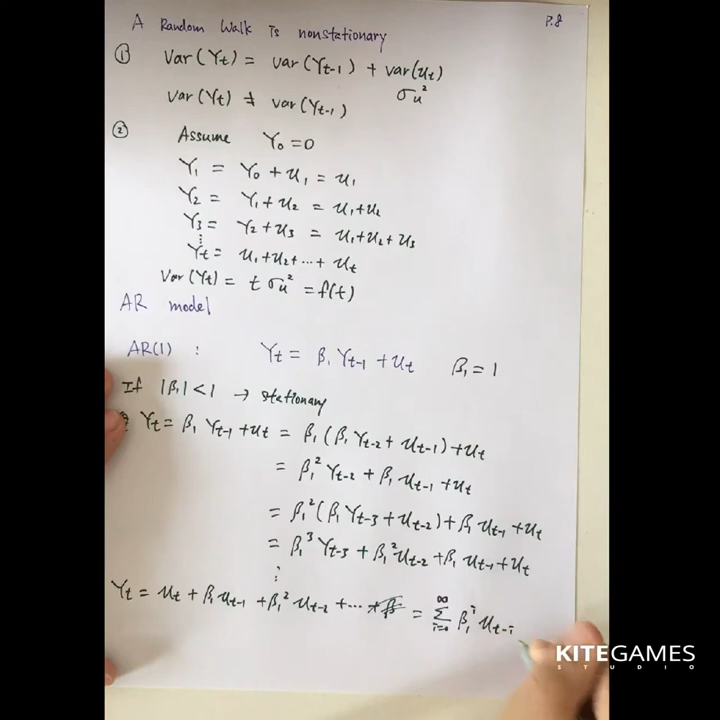 P.8
A Random Walk is nonstationary
① Var(Yt) = var(Yt-1) + var(ut)
σu²
Var(Yt) ≠ var(Yt-1)
② Assume Y0 = 0
Y1 = Y0 + u1 = u1
Y2 = Y1 + u2 = u1 + u2
Y3 = Y2 + u3 = u1 + u2 + u3
⋮
Yt = u1 + u2 + ... + ut
Var(Yt) = t σu² = f(t)
AR model
AR(1) : Yt = β1 Yt-1 + ut β1 = 1
If |β1| < 1 → stationary
Yt = β1 Yt-1 + ut = β1 (β1 Yt-2 + ut-1) + ut
= β1² Yt-2 + β1 ut-1 + ut
= β1² (β1 Yt-3 + ut-2) + β1 ut-1 + ut
= β1³ Yt-3 + β1² ut-2 + β1 ut-1 + ut
⋮
Yt = ut + β1 ut-1 + β1² ut-2 + ... = ∞ Σ i=0 β1^i ut-i
KITEGAMES
STUDIO